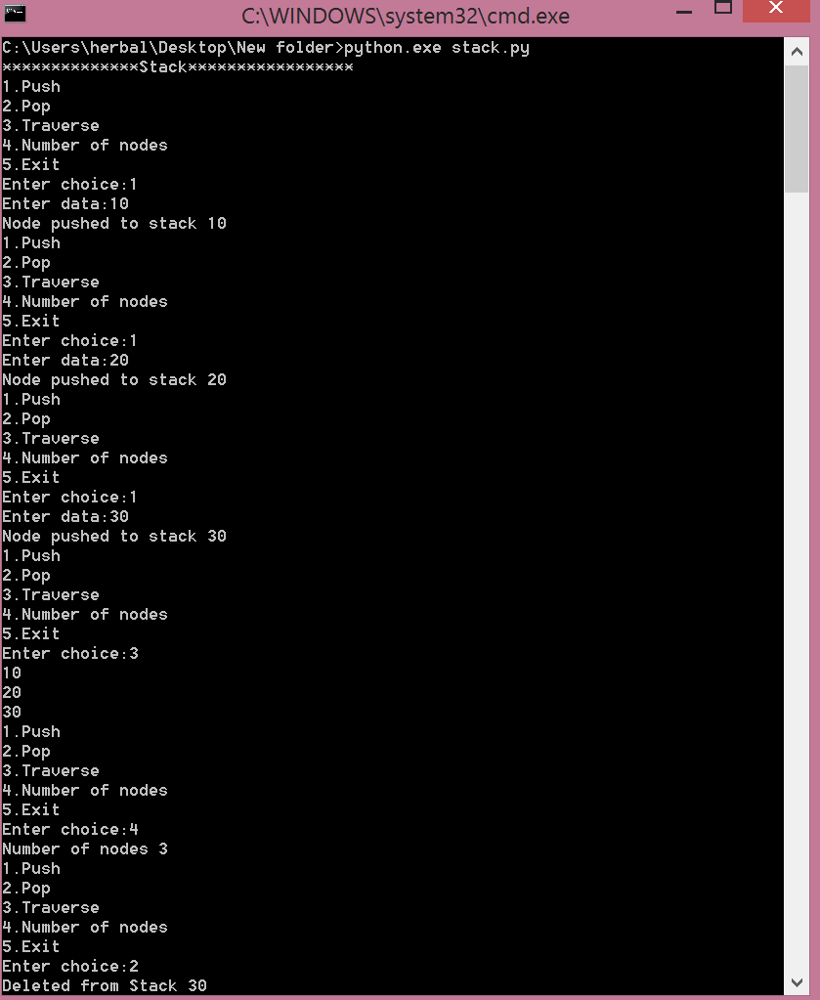 C:\WINDOWS\system32\cmd.exe
C:\Users\herbal\Desktop\New folder>python.exe stack.py
**************Stack*****************
1.Push
2.Pop
3.Traverse
4.Number of nodes
5.Exit
Enter choice:1
Enter data:10
Node pushed to stack 10
1.Push
2.Pop
3.Traverse
4.Number of nodes
5.Exit
Enter choice:1
Enter data:20
Node pushed to stack 20
1.Push
2.Pop
3.Traverse
4.Number of nodes
5.Exit
Enter choice:1
Enter data:30
Node pushed to stack 30
1.Push
2.Pop
3.Traverse
4.Number of nodes
5.Exit
Enter choice:3
10
20
30
1.Push
2.Pop
3.Traverse
4.Number of nodes
5.Exit
Enter choice:4
Number of nodes 3
1.Push
2.Pop
3.Traverse
4.Number of nodes
5.Exit
Enter choice:2
Deleted from Stack 30